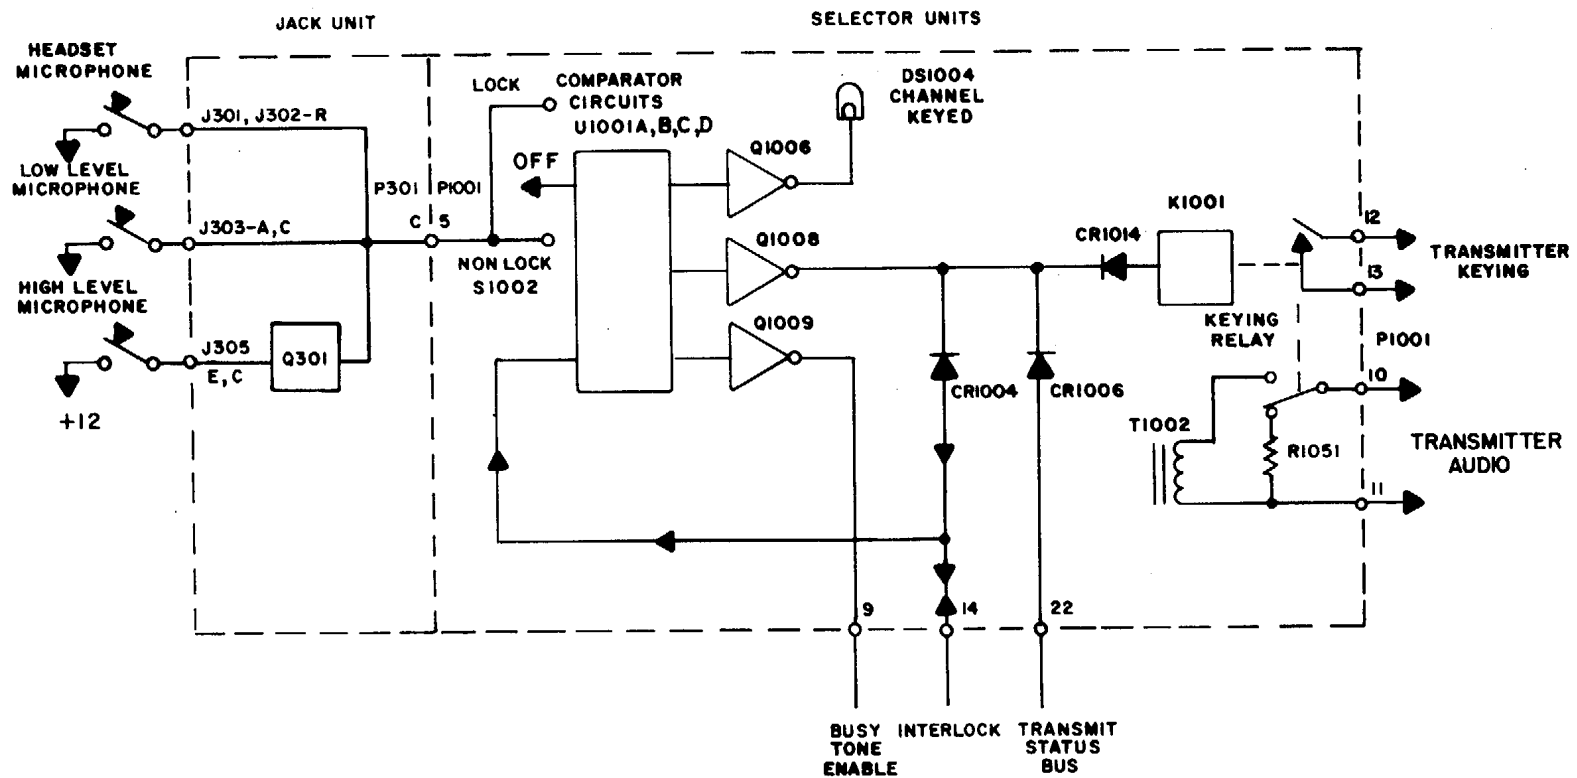 JACK UNIT
SELECTOR UNITS
HEADSET
MICROPHONE
J301, J302-R
LOW LEVEL
MICROPHONE
J303-A, C
HIGH LEVEL
MICROPHONE
J305
E, C
Q301
+12
P301
P1001
C
5
LOCK
COMPARATOR
CIRCUITS
U1001A, B, C, D
OFF
NON LOCK
S1002
Q1006
Q1008
Q1009
DS1004
CHANNEL
KEYED
CR1014
K1001
KEYING
RELAY
12
13
TRANSMITTER
KEYING
P1001
10
11
TRANSMITTER
AUDIO
T1002
R1051
CR1004
CR1006
9
14
22
BUSY
TONE
ENABLE
INTERLOCK
TRANSMIT
STATUS
BUS